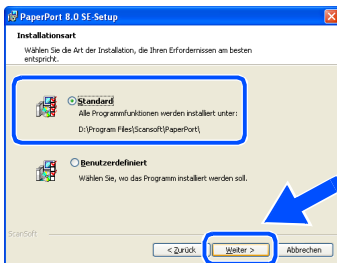 PaperPort 8.0 SE-Setup
Installationsart
Wählen Sie die Art der Installation, die Ihren Erfordernissen am besten
entspricht.
Standard
Alle Programmfunktionen werden installiert unter:
D:\Program Files\Scansoft\PaperPort\
Benutzerdefiniert
Wählen Sie, wo das Programm installiert werden soll.
ScanSoft
< Zurück
Weiter >
Abbrechen